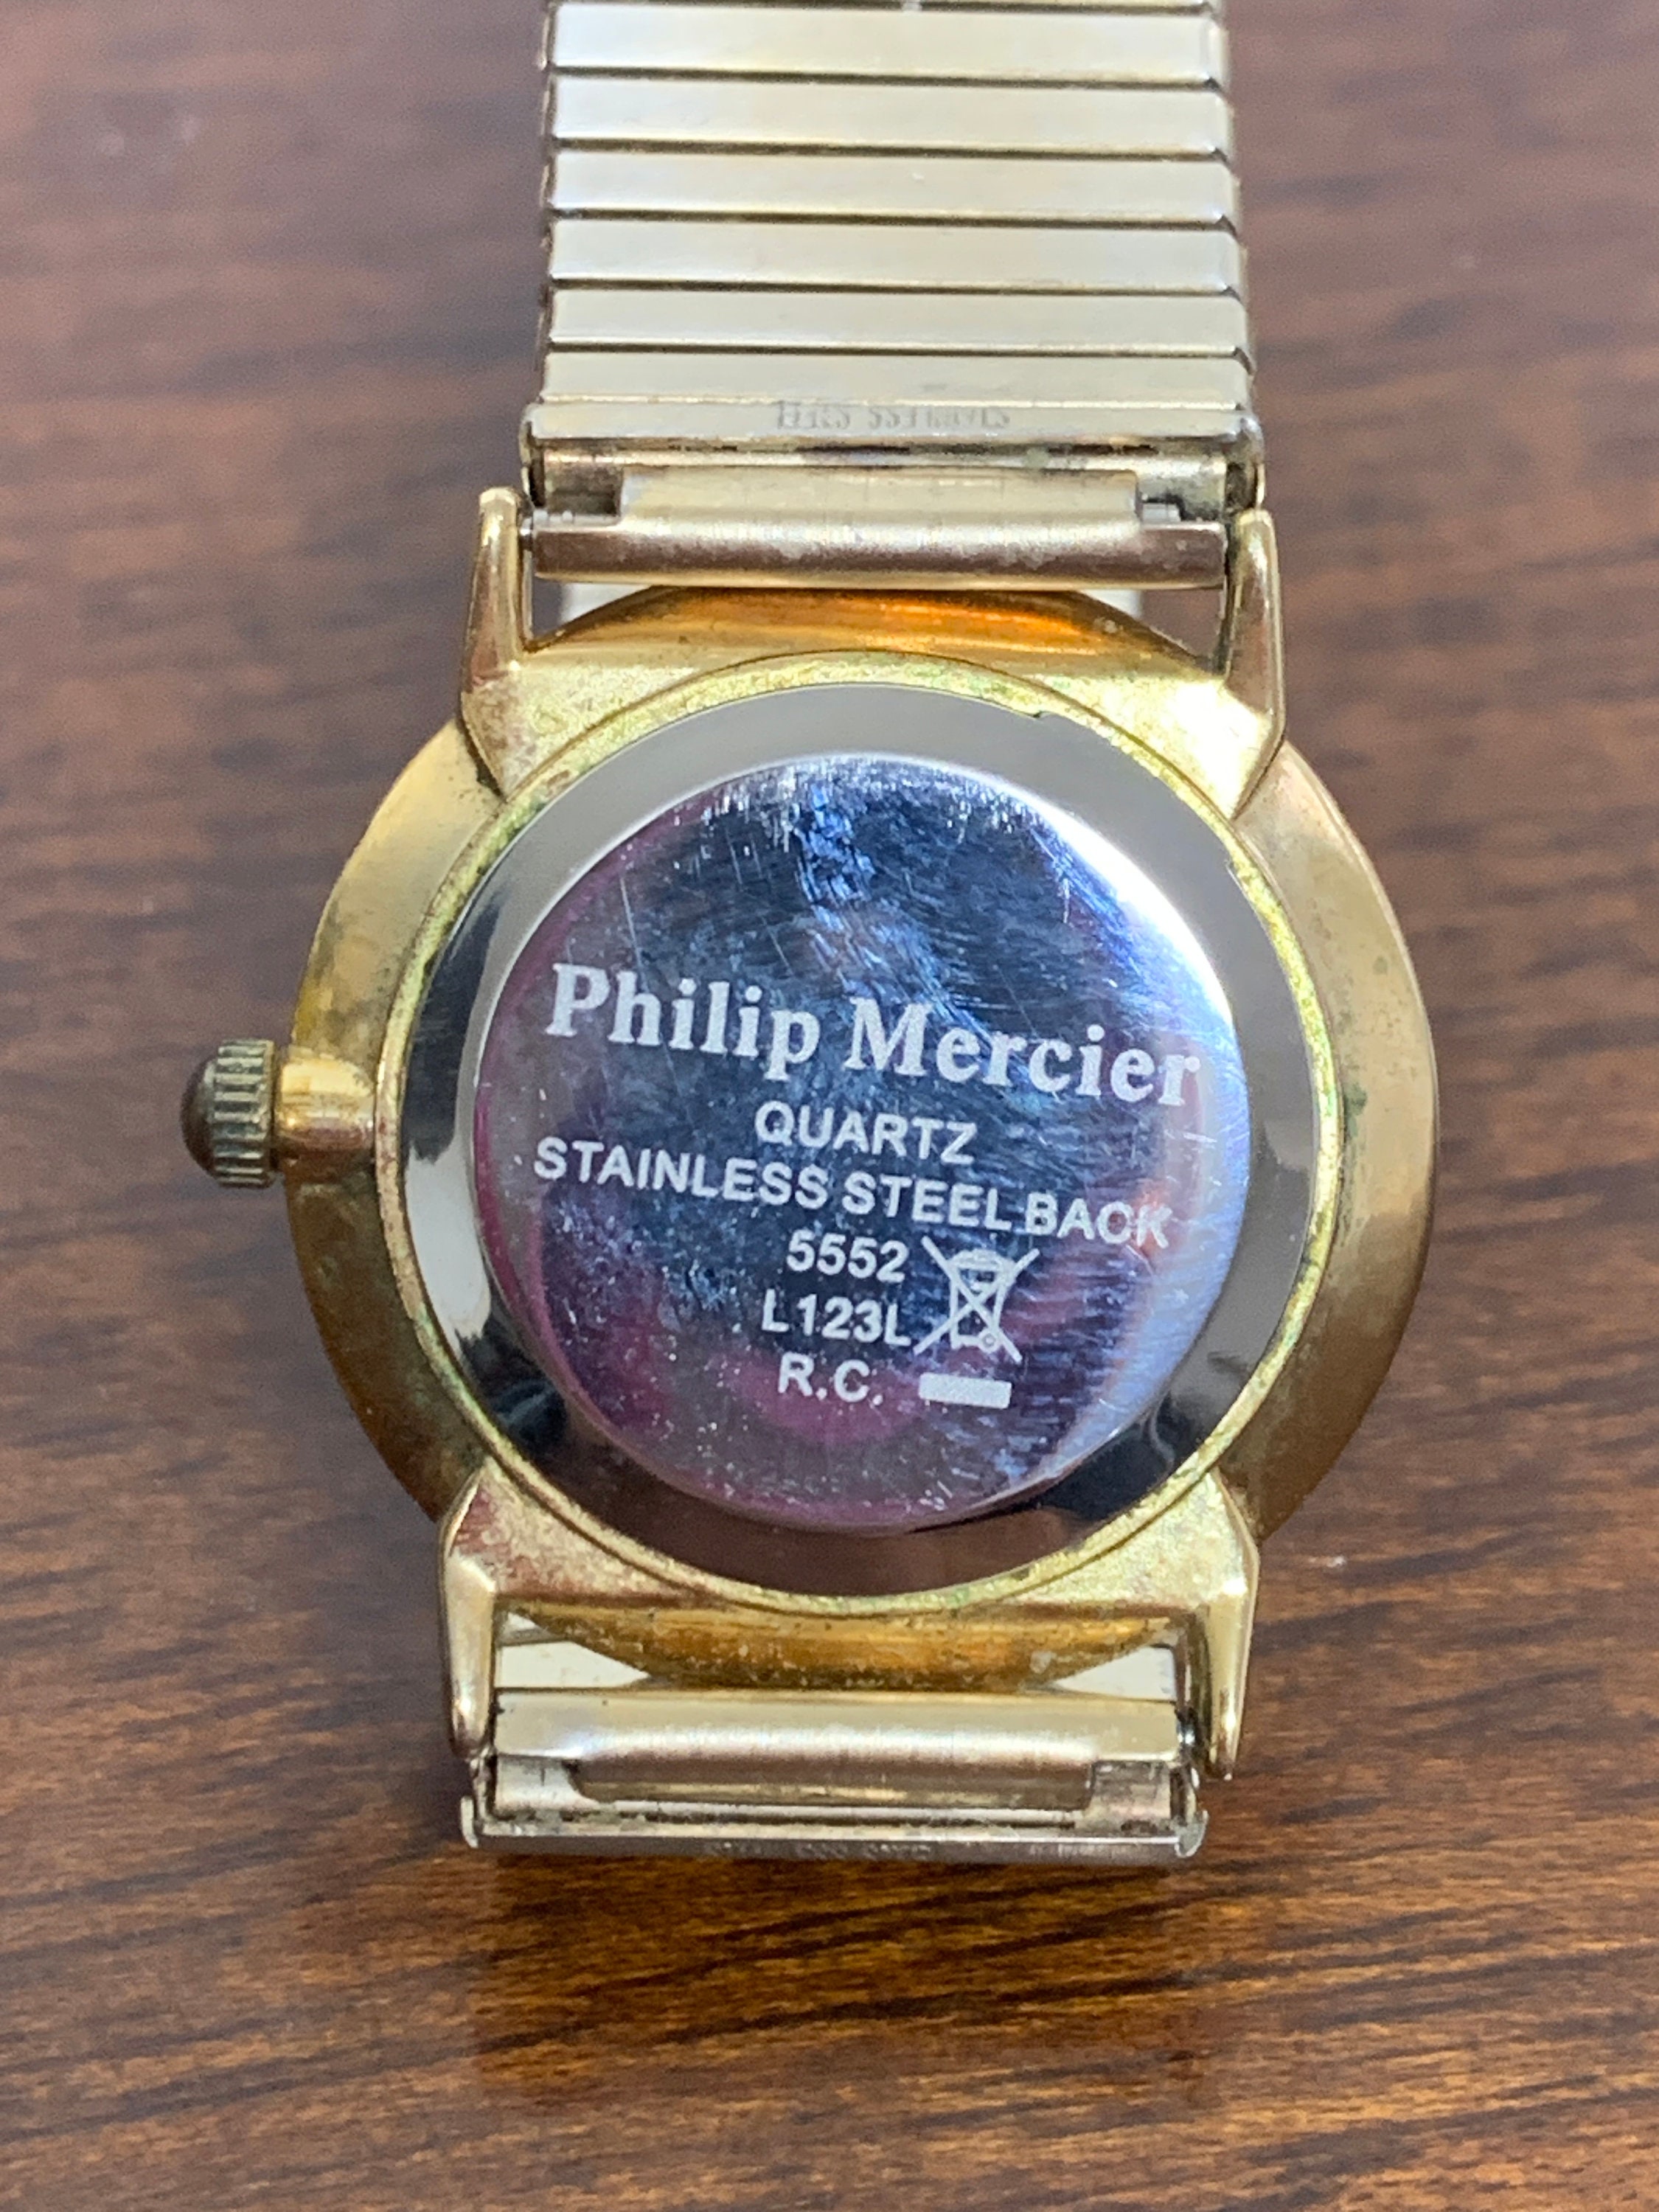 Philip Mercier
QUARTZ
STAINLESS STEEL BACK
5552
L123L
R.C.